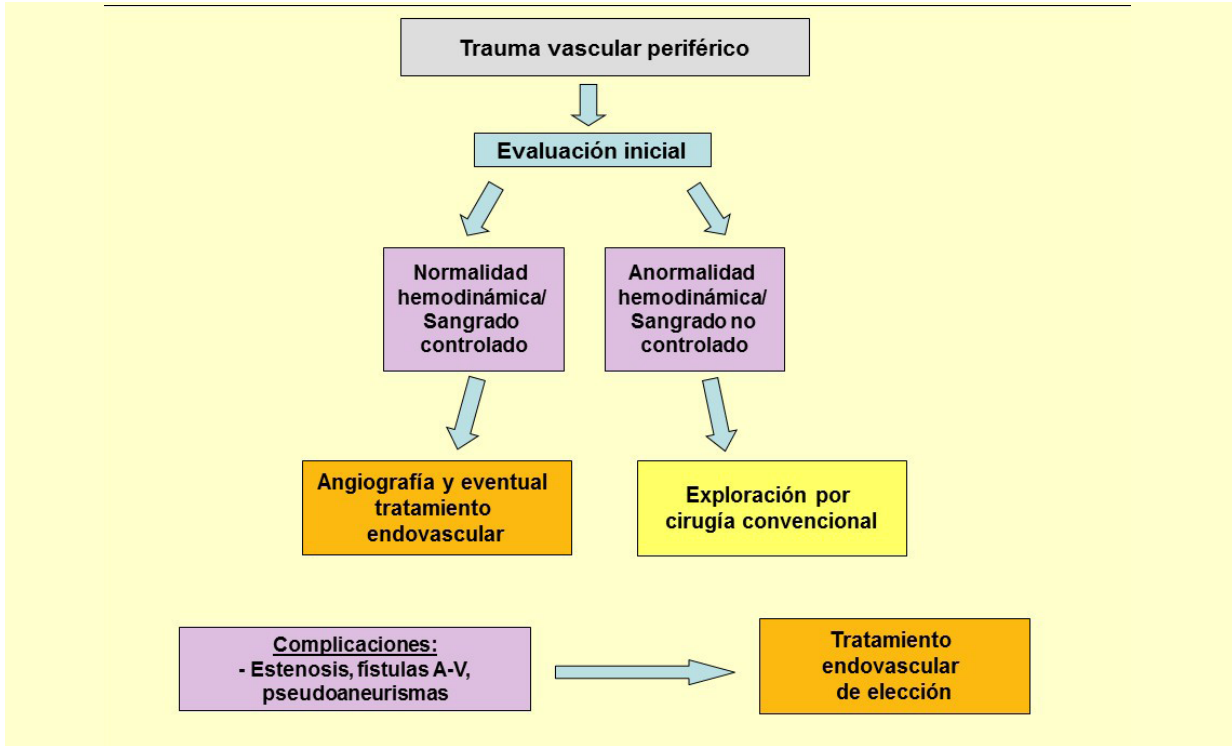 Trauma vascular periférico
Evaluación inicial
Normalidad
hemodinámica/
Sangrado
controlado
Anormalidad
hemodinámica/
Sangrado no
controlado
Angiografía y eventual
tratamiento
endovascular
Exploración por
cirugía convencional
Complicaciones:
- Estenosis, fístulas A-V,
pseudoaneurismas
Tratamiento
endovascular
de elección